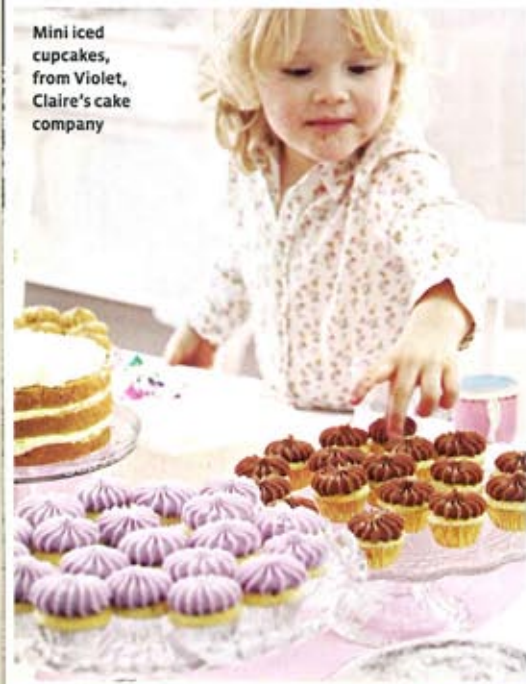 Mini iced
cupcakes,
from Violet,
Claire's cake
company